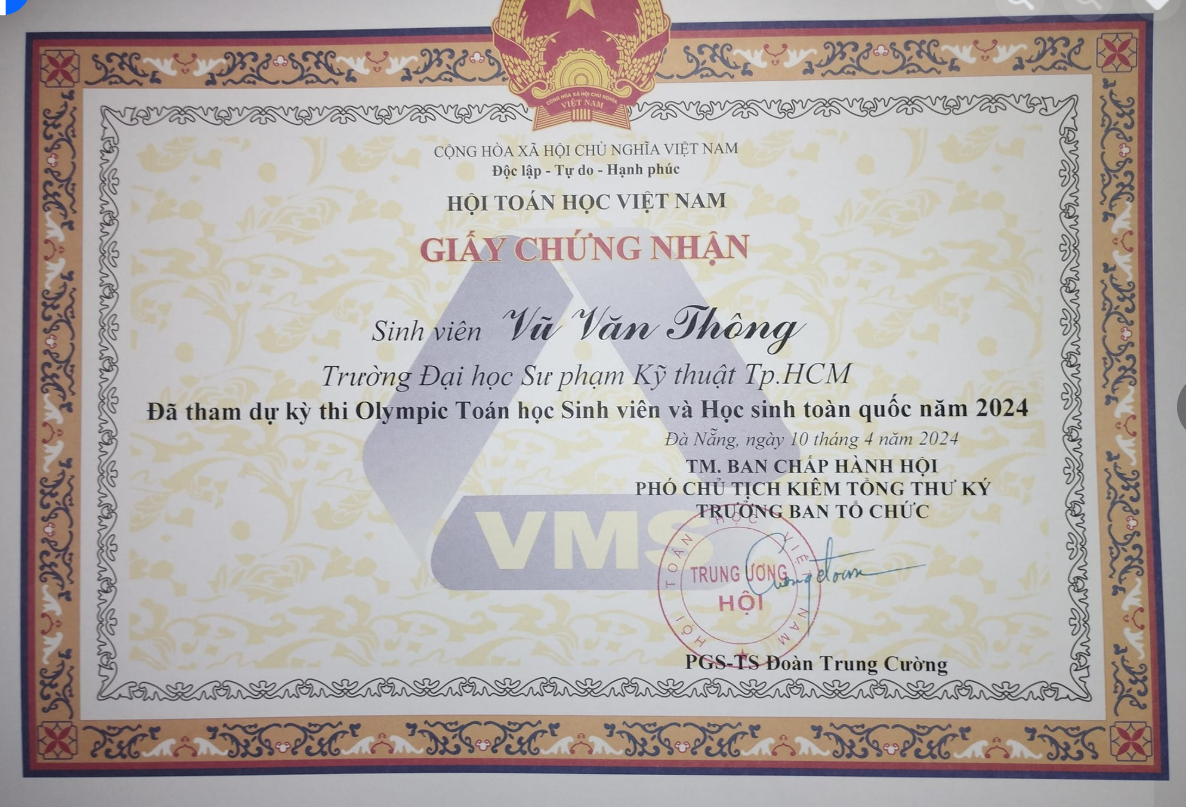 CỘNG HÒA XÃ HỘI CHỦ NGHĨA
VIỆT NAM
CỘNG HÒA XÃ HỘI CHỦ NGHĨA VIỆT NAM
Độc lập - Tự do - Hạnh phúc
HỘI TOÁN HỌC VIỆT NAM
GIẤY CHỨNG NHẬN
Sinh viên Vũ Văn Thông
Trường Đại học Sư phạm Kỹ thuật Tp.HCM
Đã tham dự kỳ thi Olympic Toán học Sinh viên và Học sinh toàn quốc năm 2024
Đà Nẵng, ngày 10 tháng 4 năm 2024
TM. BAN CHẤP HÀNH HỘI
PHÓ CHỦ TỊCH KIÊM TỔNG THƯ KÝ
TRƯỞNG BAN TỔ CHỨC
VMS
HỘI TOÁN HỌC VIỆT NAM
TRUNG ƯƠNG
HỘI
Cuongdoan
PGS-TS Đoàn Trung Cường